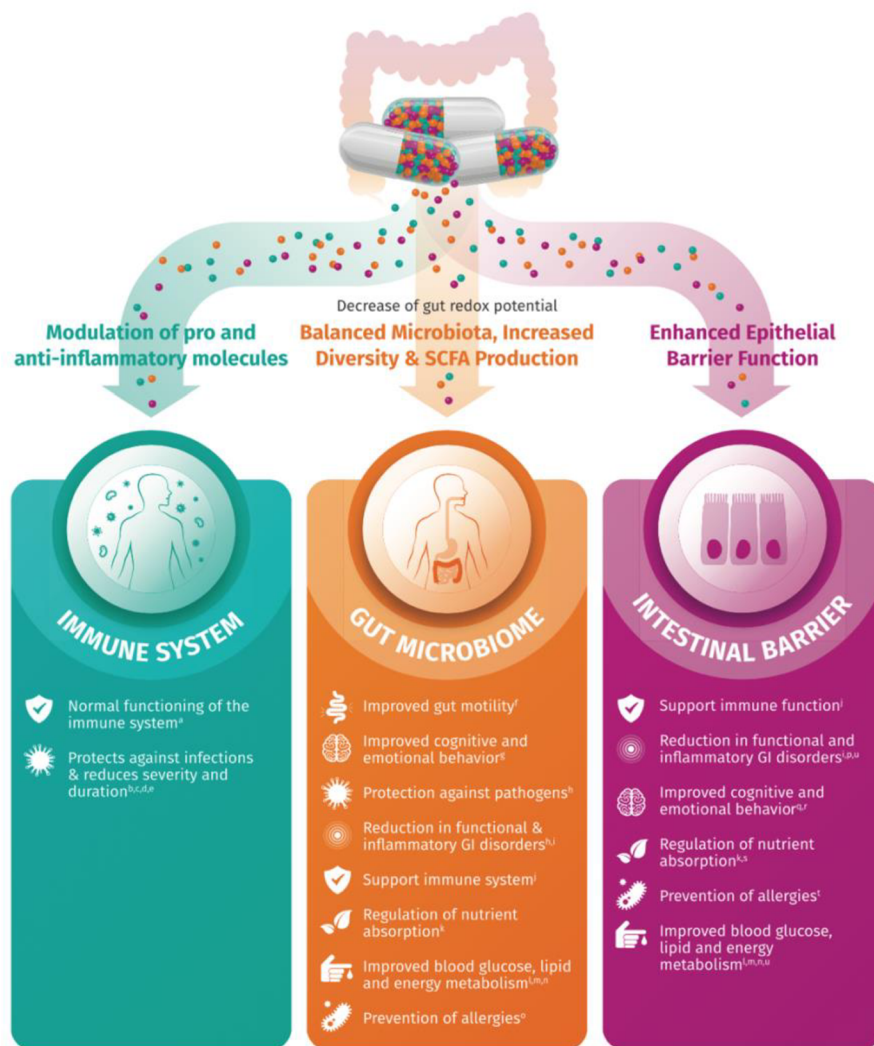 Decrease of gut redox potential
Modulation of pro and
anti-inflammatory molecules
Balanced Microbiota, Increased
Diversity & SCFA Production
Enhanced Epithelial
Barrier Function
IMMUNE SYSTEM
Normal functioning of the
immune systemᵃ
Protects against infections
& reduces severity and
durationᵇ,ᶜ,ᵈ,ᵉ
GUT MICROBIOME
Improved gut motilityᶠ
Improved cognitive and
emotional behaviorᵍ
Protection against pathogensʰ
Reduction in functional &
inflammatory GI disordersʰ,ⁱ
Support immune systemʲ
Regulation of nutrient
absorptionᵏ
Improved blood glucose, lipid
and energy metabolismˡ,ᵐ,ⁿ
Prevention of allergiesᵒ
INTESTINAL BARRIER
Support immune functionʲ
Reduction in functional and
inflammatory GI disordersⁱ,ᵖ,ᵘ
Improved cognitive and
emotional behavior𐞥,ʳ
Regulation of nutrient
absorptionᵏ,ˢ
Prevention of allergiesᵗ
Improved blood glucose,
lipid and energy
metabolismˡ,ᵐ,ⁿ,ᵘ